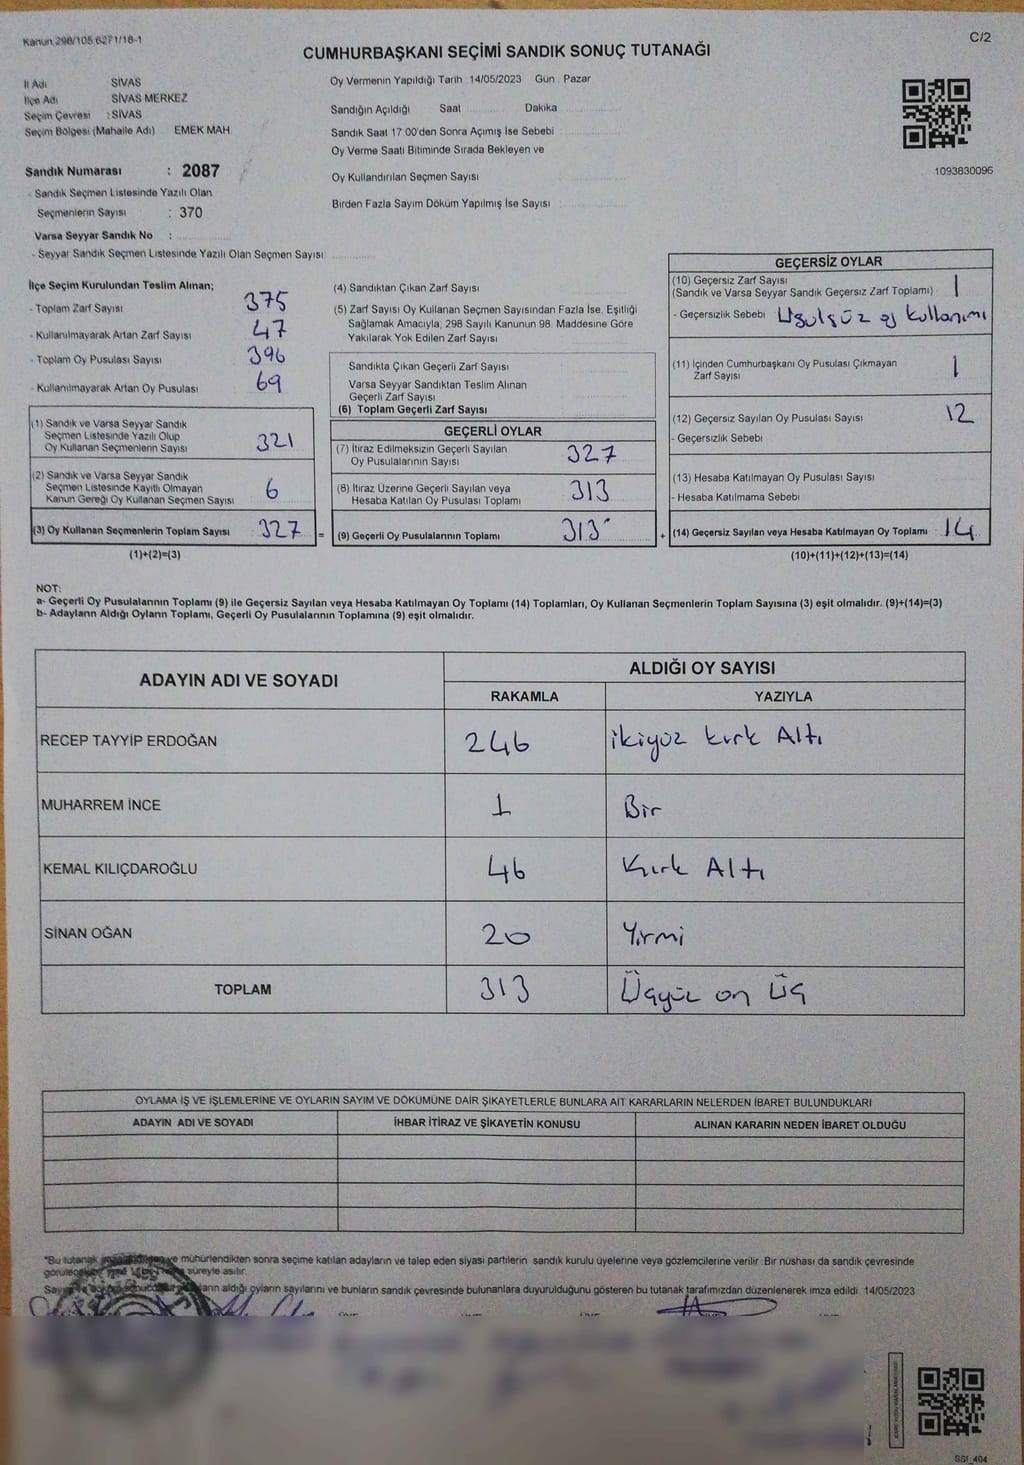 Kanun 298/105 6271/18-1
C/2
CUMHURBAŞKANI SEÇİMİ SANDIK SONUÇ TUTANAĞI
İl Adı SİVAS
İlçe Adı SİVAS MERKEZ
Seçim Çevresi : SİVAS
Seçim Bölgesi (Mahalle Adı) EMEK MAH
Sandık Numarası : 2087
- Sandık Seçmen Listesinde Yazılı Olan
Seçmenlerin Sayısı : 370
Varsa Seyyar Sandık No :
- Seyyar Sandık Seçmen Listesinde Yazılı Olan Seçmen Sayısı
Oy Vermenin Yapıldığı Tarih 14/05/2023 Gün : Pazar
Sandığın Açıldığı Saat Dakika
Sandık Saat 17:00'den Sonra Açımış İse Sebebi :
Oy Verme Saati Bitiminde Sırada Bekleyen ve
Oy Kullandırılan Seçmen Sayısı
Birden Fazla Sayım Döküm Yapılmış İse Sayısı
1093830096
İlçe Seçim Kurulundan Teslim Alınan;
- Toplam Zarf Sayısı 375
- Kullanılmayarak Artan Zarf Sayısı 47
- Toplam Oy Pusulası Sayısı 396
- Kullanılmayarak Artan Oy Pusulası 69
(1) Sandık ve Varsa Seyyar Sandık
Seçmen Listesinde Yazılı Olup
Oy Kullanan Seçmenlerin Sayısı 321
(2) Sandık ve Varsa Seyyar Sandık
Seçmen Listesinde Kayıtlı Olmayan
Kanun Gereği Oy Kullanan Seçmen Sayısı 6
(3) Oy Kullanan Seçmenlerin Toplam Sayısı 327 =
(1)+(2)=(3)
(4) Sandıktan Çıkan Zarf Sayısı
(5) Zarf Sayısı Oy Kullanan Seçmen Sayısından Fazla İse, Eşitliği
Sağlamak Amacıyla, 298 Sayılı Kanunun 98. Maddesine Göre
Yakılarak Yok Edilen Zarf Sayısı
Sandıkta Çıkan Geçerli Zarf Sayısı
Varsa Seyyar Sandıktan Teslim Alınan
Geçerli Zarf Sayısı
(6) Toplam Geçerli Zarf Sayısı
GEÇERLİ OYLAR
(7) İtiraz Edilmeksizin Geçerli Sayılan
Oy Pusulalarının Sayısı 327
(8) İtiraz Üzerine Geçerli Sayılan veya
Hesaba Katılan Oy Pusulası Toplamı 313
(9) Geçerli Oy Pusulalarının Toplamı 313 +
GEÇERSİZ OYLAR
(10) Geçersiz Zarf Sayısı
(Sandık ve Varsa Seyyar Sandık Geçersiz Zarf Toplamı) 1
- Geçersizlik Sebebi Usulsüz oy kullanımı
(11) İçinden Cumhurbaşkanı Oy Pusulası Çıkmayan
Zarf Sayısı 1
(12) Geçersiz Sayılan Oy Pusulası Sayısı 12
- Geçersizlik Sebebi
(13) Hesaba Katılmayan Oy Pusulası Sayısı
- Hesaba Katılmama Sebebi
(14) Geçersiz Sayılan veya Hesaba Katılmayan Oy Toplamı 14
(10)+(11)+(12)+(13)=(14)
NOT:
a- Geçerli Oy Pusulalarının Toplamı (9) ile Geçersiz Sayılan veya Hesaba Katılmayan Oy Toplamı (14) Toplamları, Oy Kullanan Seçmenlerin Toplam Sayısına (3) eşit olmalıdır. (9)+(14)=(3)
b- Adayların Aldığı Oyların Toplamı, Geçerli Oy Pusulalarının Toplamına (9) eşit olmalıdır.
ADAYIN ADI VE SOYADI
ALDIĞI OY SAYISI
RAKAMLA YAZIYLA
RECEP TAYYİP ERDOĞAN 246 ikiyüz kırk Altı
MUHARREM İNCE 1 Bir
KEMAL KILIÇDAROĞLU 46 Kırk Altı
SİNAN OĞAN 20 Yirmi
TOPLAM 313 Üçyüz on Üç
OYLAMA İŞ VE İŞLEMLERİNE VE OYLARIN SAYIM VE DÖKÜMÜNE DAİR ŞİKAYETLERLE BUNLARA AİT KARARLARIN NELERDEN İBARET BULUNDUKLARI
ADAYIN ADI VE SOYADI İHBAR İTİRAZ VE ŞİKAYETİN KONUSU ALINAN KARARIN NEDEN İBARET OLDUĞU
"Bu tutanak ve mühürlendikten sonra seçime katılan adayların ve talep eden siyasi partilerin sandık kurulu üyelerine veya gözlemcilerine verilir. Bir nüshası da sandık çevresinde
süreyle asılır.
aldığı oyların sayılarını ve bunların sandık çevresinde bulunanlara duyurulduğunu gösteren bu tutanak tarafımızdan düzenlenerek imza edildi. 14/05/2023
SSI_404